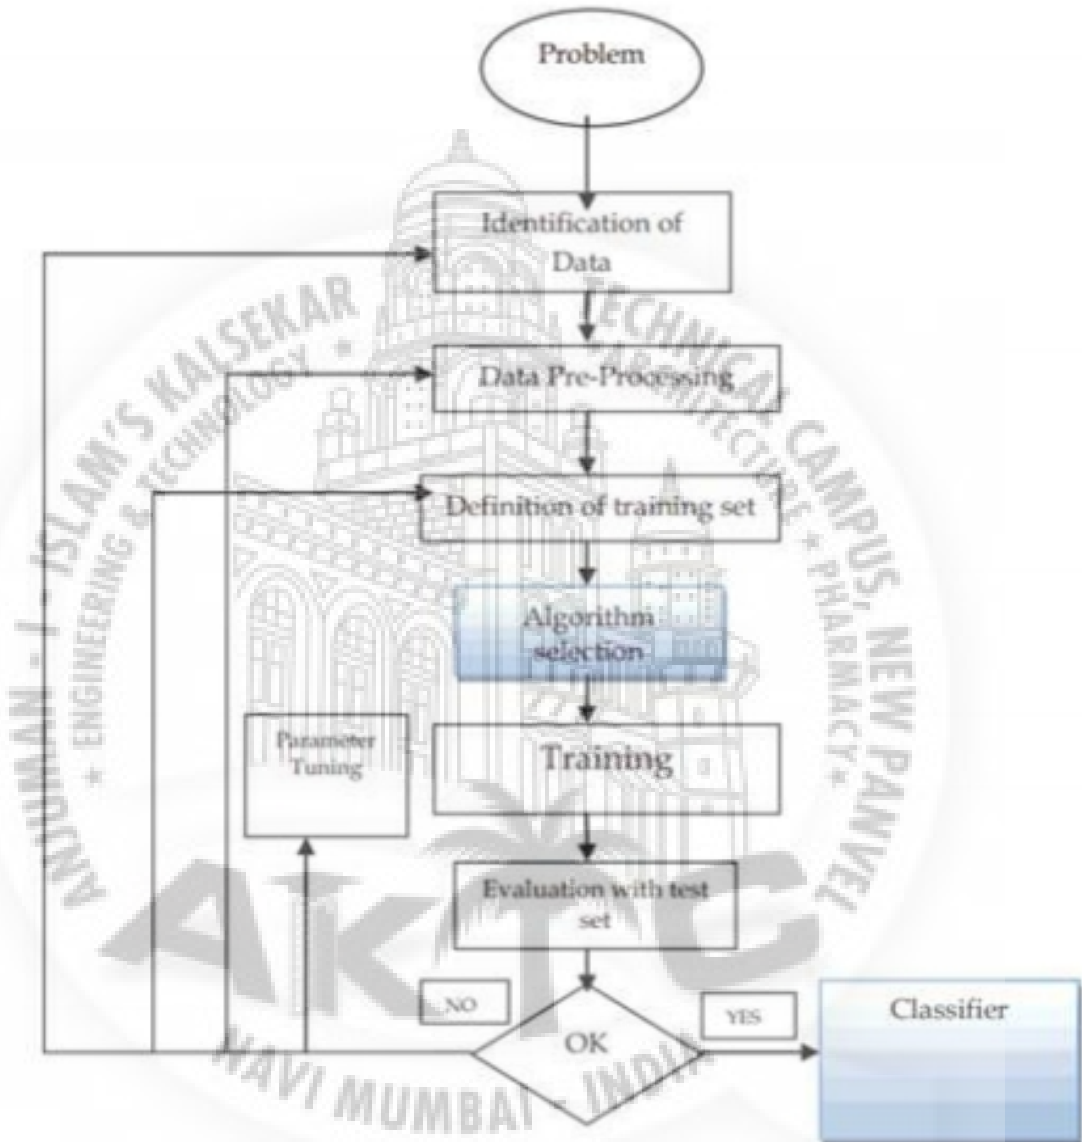 Problem
Identification of
Data
Data Pre-Processing
Definition of training set
Algorithm
selection
Parameter
Tuning
Training
Evaluation with test
set
NO
OK
YES
Classifier
ANJUMAN - I - ISLAM'S KALSEKAR TECHNICAL CAMPUS, NEW PANVEL
* ENGINEERING & TECHNOLOGY * ARCHITECTURE * PHARMACY *
AKTC
NAVI MUMBAI - INDIA